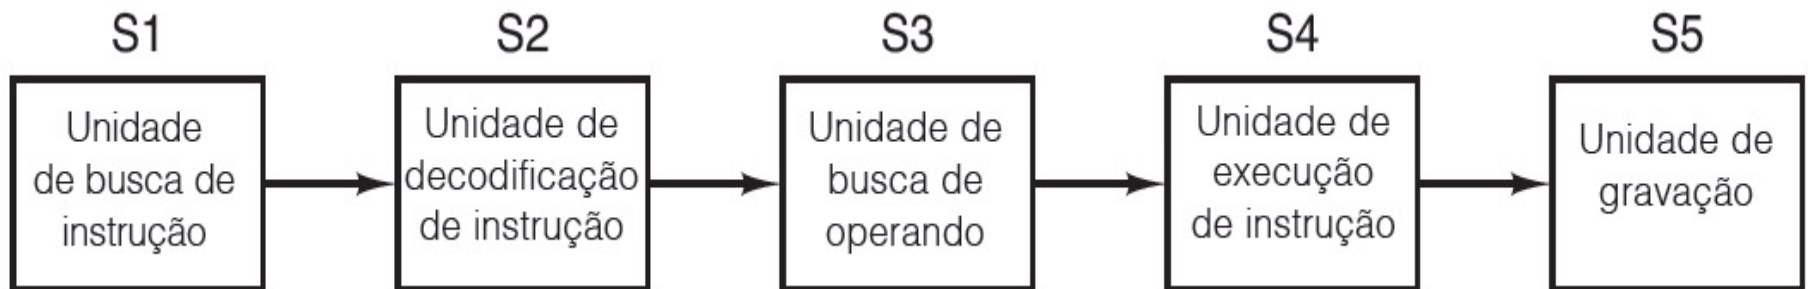 S1
Unidade
de busca de
instrução
S2
Unidade de
decodificação
de instrução
S3
Unidade de
busca de
operando
S4
Unidade de
execução
de instrução
S5
Unidade de
gravação